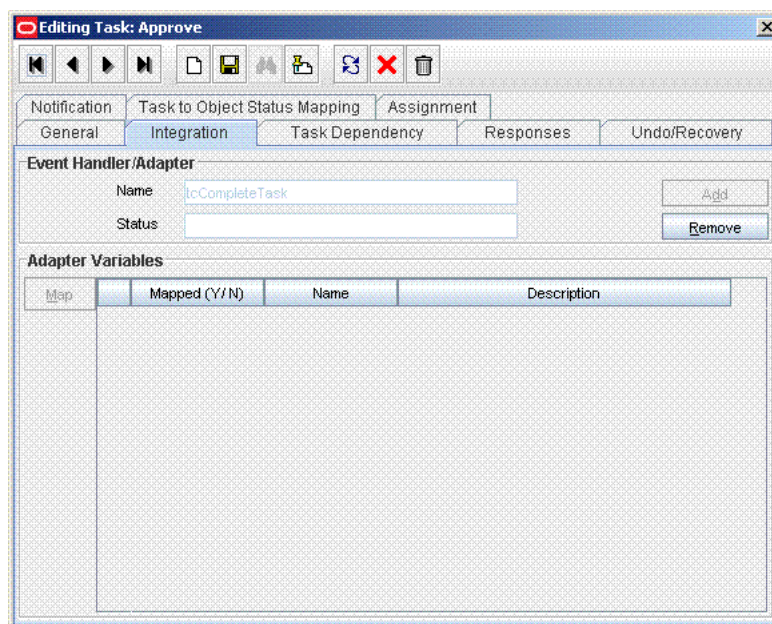 Editing Task: Approve
Notification Task to Object Status Mapping Assignment
General Integration Task Dependency Responses Undo/Recovery
Event Handler/Adapter
Name tcCompleteTask Add
Status Remove
Adapter Variables
Map Mapped (Y/N) Name Description